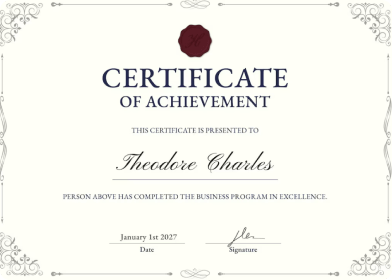 CERTIFICATE
OF ACHIEVEMENT
THIS CERTIFICATE IS PRESENTED TO
Theodore Charles
PERSON ABOVE HAS COMPLETED THE BUSINESS PROGRAM IN EXCELLENCE.
January 1st 2027
Date
Signature